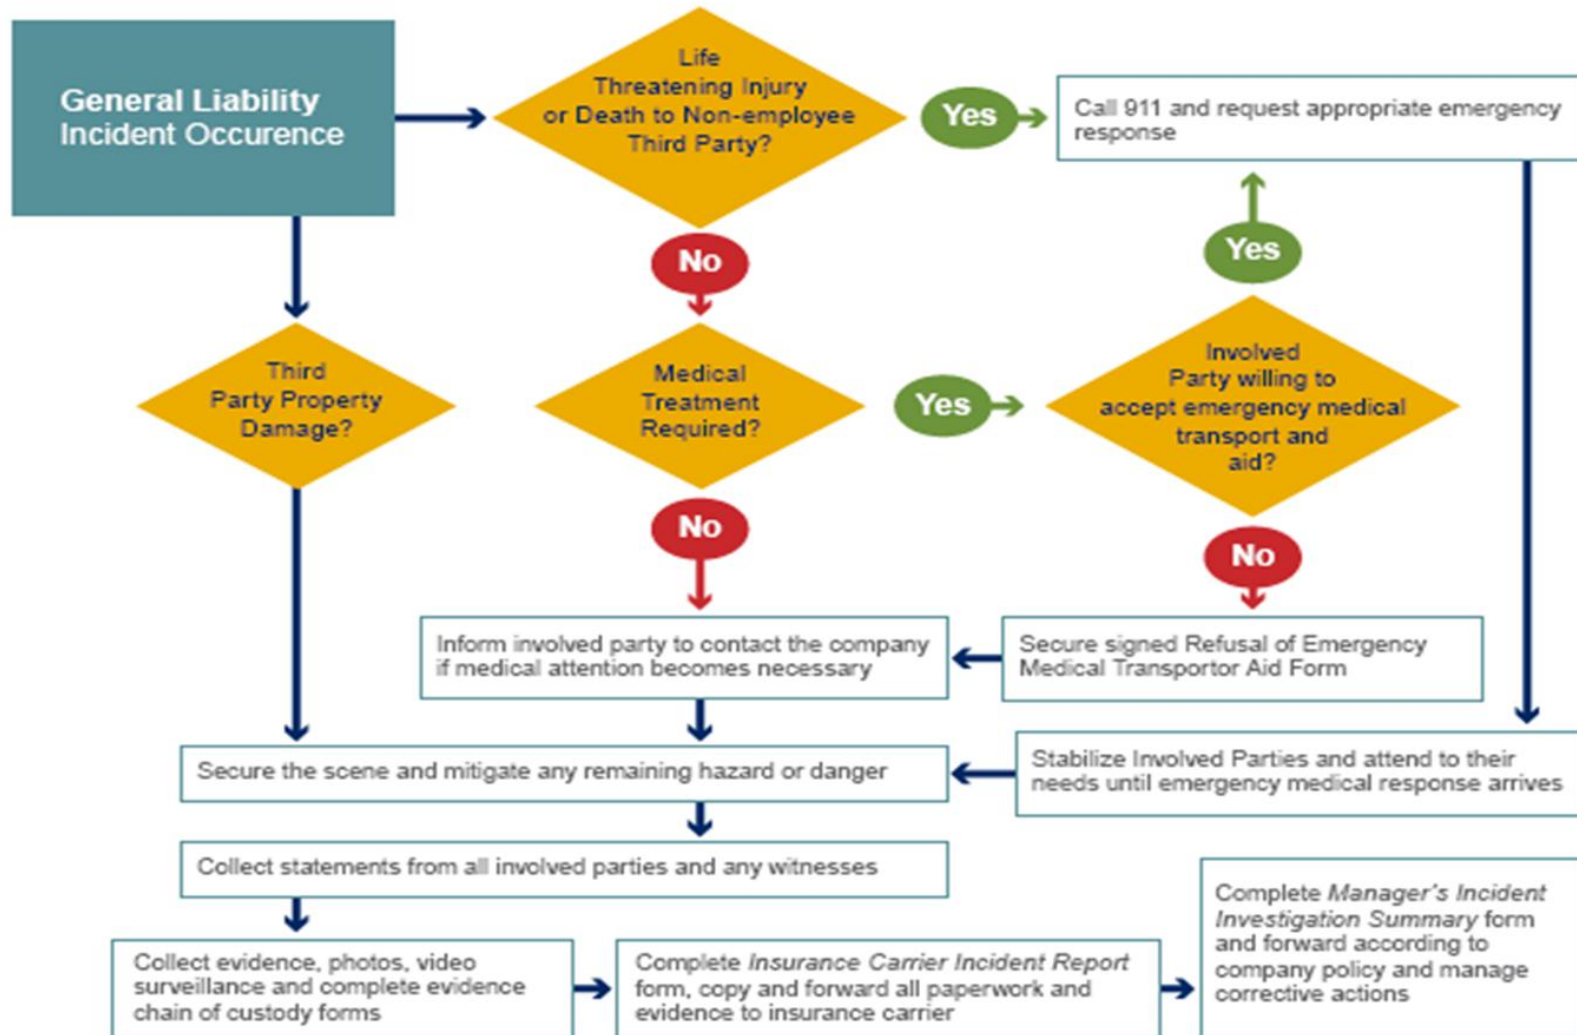 General Liability
Incident Occurence
Life
Threatening Injury
or Death to Non-employee
Third Party?
Yes
Call 911 and request appropriate emergency
response
No
Yes
Third
Party Property
Damage?
Medical
Treatment
Required?
Yes
Involved
Party willing to
accept emergency medical
transport and
aid?
No
No
Inform involved party to contact the company
if medical attention becomes necessary
Secure signed Refusal of Emergency
Medical Transportor Aid Form
Secure the scene and mitigate any remaining hazard or danger
Stabilize Involved Parties and attend to their
needs until emergency medical response arrives
Collect statements from all involved parties and any witnesses
Collect evidence, photos, video
surveillance and complete evidence
chain of custody forms
Complete Insurance Carrier Incident Report
form, copy and forward all paperwork and
evidence to insurance carrier
Complete Manager's Incident
Investigation Summary form
and forward according to
company policy and manage
corrective actions